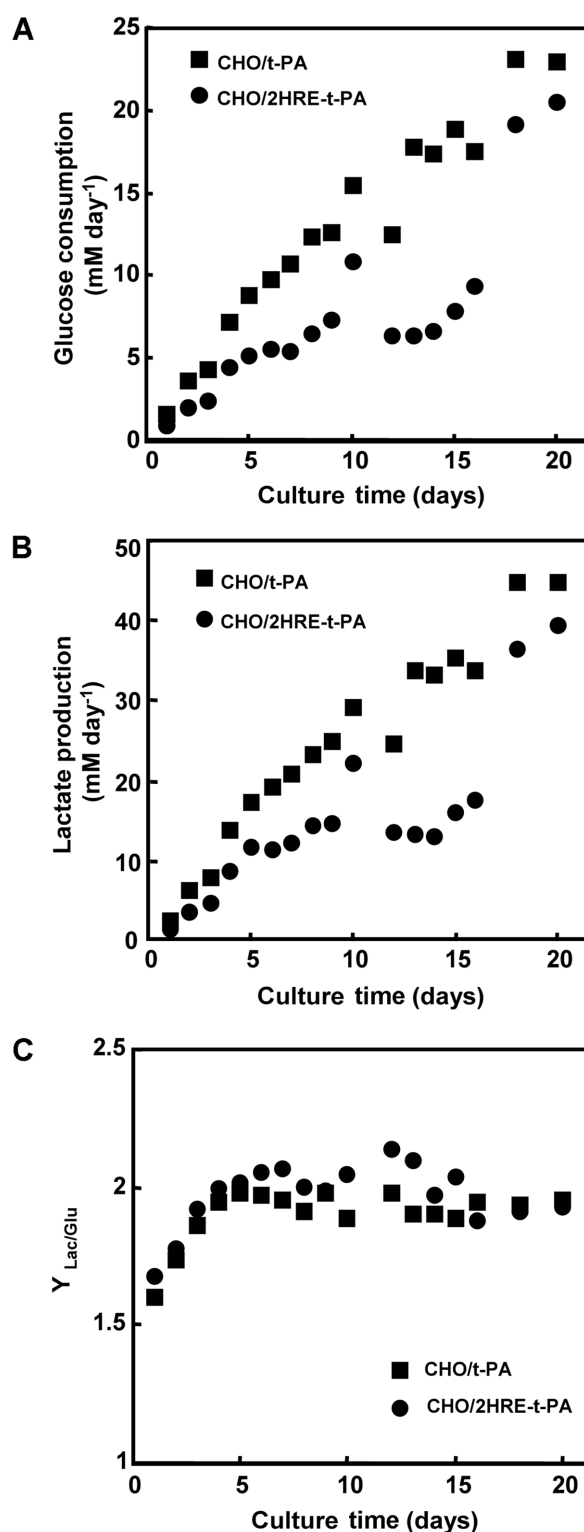 A
25
20
15
10
5
0
Glucose consumption
(mM day-1)
CHO/t-PA
CHO/2HRE-t-PA
0 5 10 15 20
Culture time (days)
B
50
40
30
20
10
0
Lactate production
(mM day-1)
CHO/t-PA
CHO/2HRE-t-PA
0 5 10 15 20
Culture time (days)
C
2.5
2
1.5
1
Y Lac/Glu
CHO/t-PA
CHO/2HRE-t-PA
0 5 10 15 20
Culture time (days)